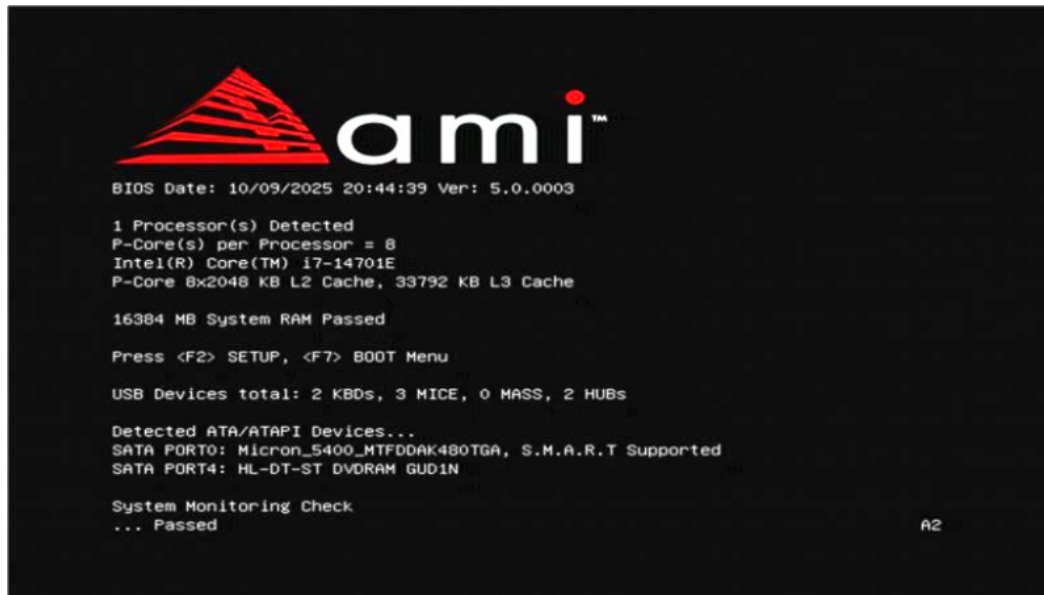 ami™
BIOS Date: 10/09/2025 20:44:39 Ver: 5.0.0003
1 Processor(s) Detected
P-Core(s) per Processor = 8
Intel(R) Core(TM) i7-14701E
P-Core 8x2048 KB L2 Cache, 33792 KB L3 Cache
16384 MB System RAM Passed
Press <F2> SETUP, <F7> BOOT Menu
USB Devices total: 2 KBDs, 3 MICE, 0 MASS, 2 HUBs
Detected ATA/ATAPI Devices...
SATA PORT0: Micron_5400_MTFDDAK480TGA, S.M.A.R.T Supported
SATA PORT4: HL-DT-ST DVDRAM GUD1N
System Monitoring Check
... Passed A2